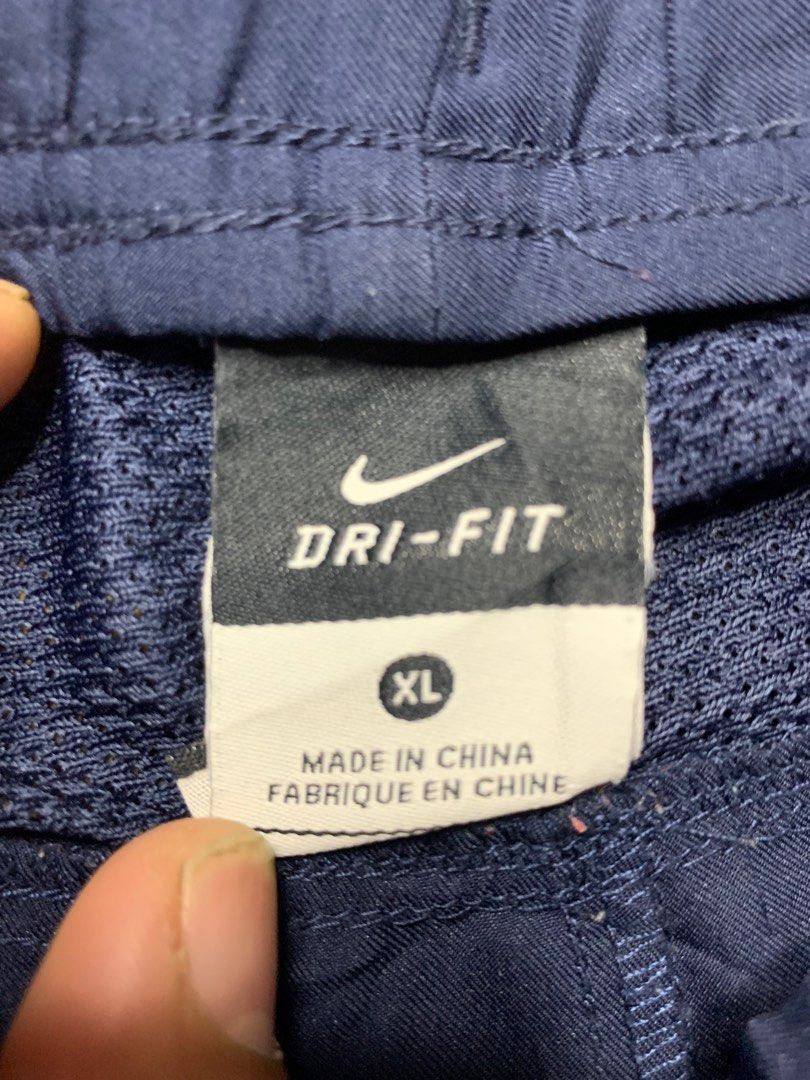 DRI-FIT
XL
MADE IN CHINA
FABRIQUE EN CHINE